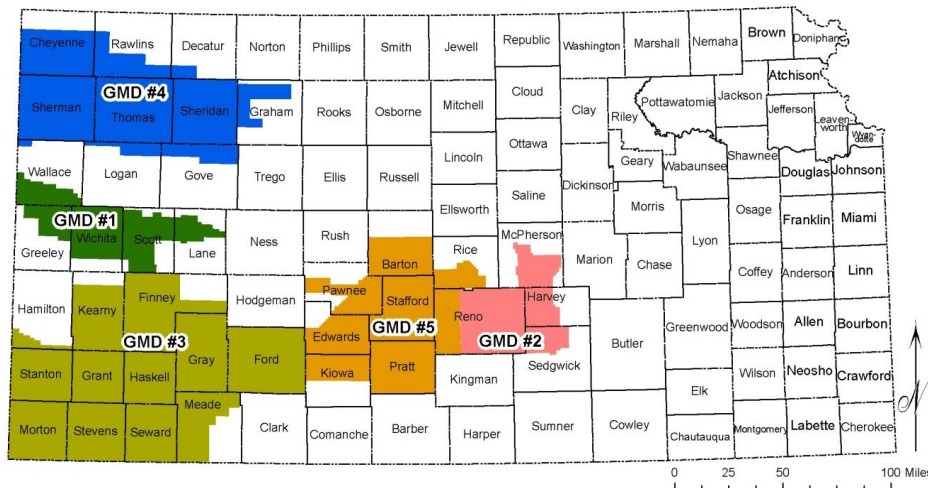 Cheyenne
Rawlins
Decatur
Norton
Phillips
Smith
Jewell
Republic
Washington
Marshall
Nemaha
Brown
Doniphan
Atchison
Sherman
GMD #4
Thomas
Sheridan
Graham
Rooks
Osborne
Mitchell
Cloud
Clay
Riley
Pottawatomie
Jackson
Jefferson
Leaven-
worth
Wyan-
dotte
Wallace
Logan
Gove
Trego
Ellis
Russell
Lincoln
Ottawa
Saline
Dickinson
Geary
Wabaunsee
Shawnee
Douglas
Johnson
Greeley
GMD #1
Wichita
Scott
Lane
Ness
Rush
Barton
Ellsworth
Rice
McPherson
Marion
Morris
Chase
Lyon
Osage
Franklin
Miami
Coffey
Anderson
Linn
Hamilton
Kearny
Finney
GMD #3
Gray
Hodgeman
Ford
Pawnee
Edwards
Kiowa
Stafford
GMD #5
Pratt
Reno
GMD #2
Harvey
Sedgwick
Kingman
Butler
Greenwood
Woodson
Allen
Bourbon
Stanton
Grant
Haskell
Meade
Morton
Stevens
Seward
Clark
Comanche
Barber
Harper
Sumner
Cowley
Elk
Chautauqua
Wilson
Neosho
Crawford
Montgomery
Labette
Cherokee
N
0 25 50 100 Miles